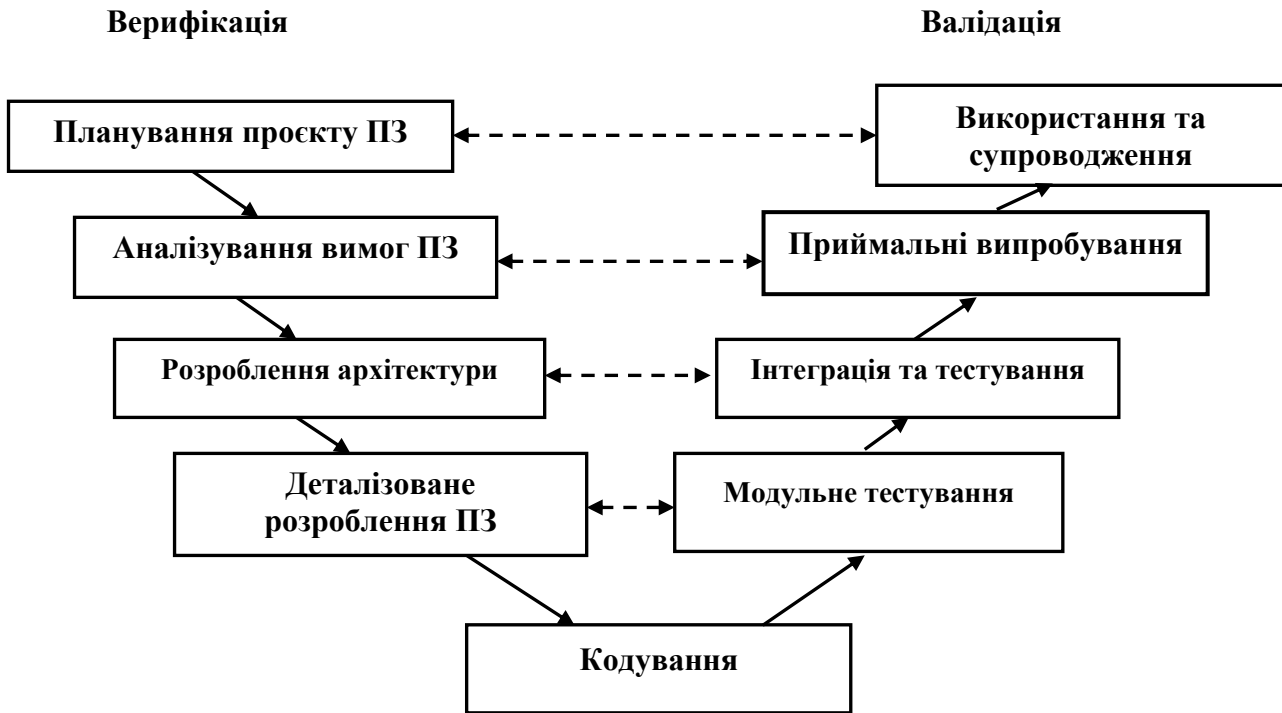 Верифікація
Валідація
Планування проєкту ПЗ
Використання та
супроводження
Аналізування вимог ПЗ
Приймальні випробування
Розроблення архітектури
Інтеграція та тестування
Деталізоване
розроблення ПЗ
Модульне тестування
Кодування